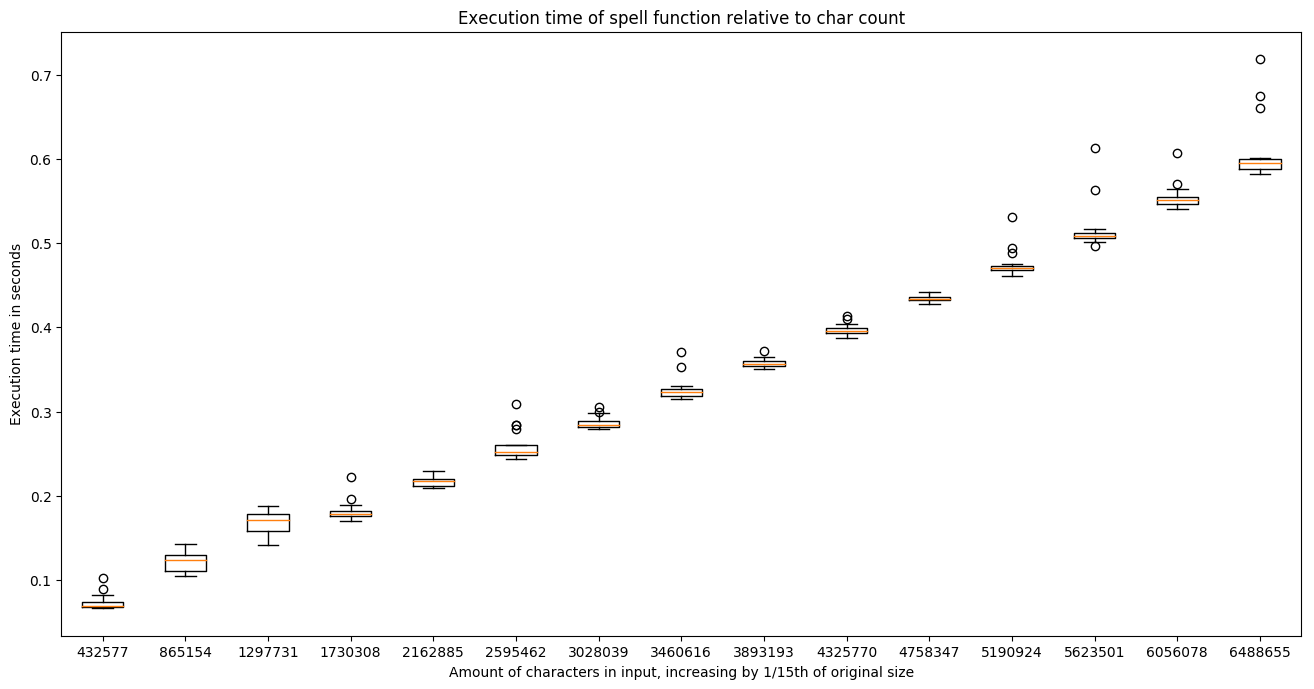 Execution time of spell function relative to char count
Execution time in seconds
0.7
0.6
0.5
0.4
0.3
0.2
0.1
432577 865154 1297731 1730308 2162885 2595462 3028039 3460616 3893193 4325770 4758347 5190924 5623501 6056078 6488655
Amount of characters in input, increasing by 1/15th of original size